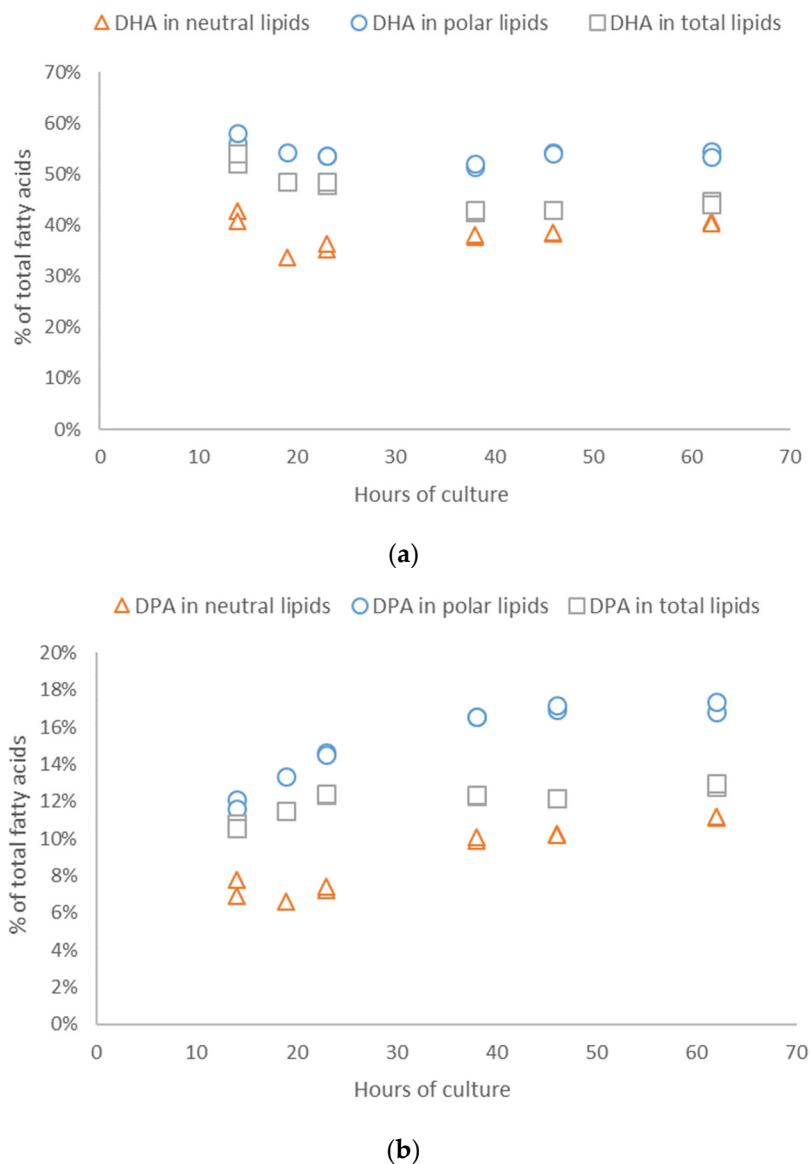 DHA in neutral lipids DHA in polar lipids DHA in total lipids
70%
60%
50%
40%
30%
20%
10%
0%
% of total fatty acids
0 10 20 30 40 50 60 70
Hours of culture
(a)
DPA in neutral lipids DPA in polar lipids DPA in total lipids
20%
18%
16%
14%
12%
10%
8%
6%
4%
2%
0%
% of total fatty acids
0 10 20 30 40 50 60 70
Hours of culture
(b)